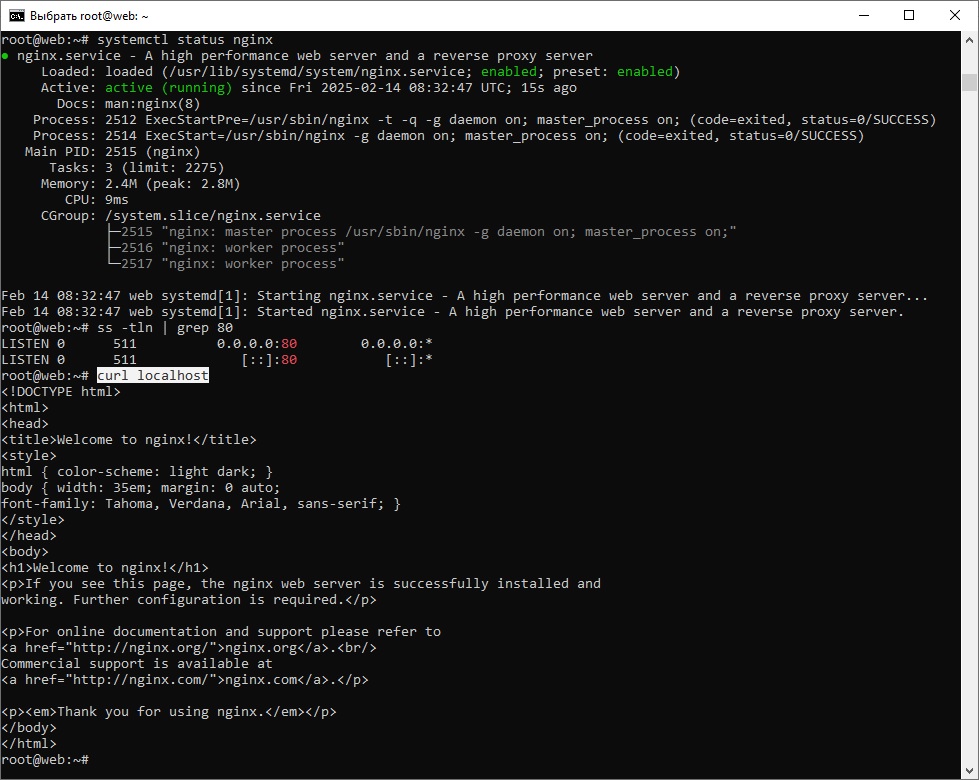 Выбрать root@web: ~
root@web:~# systemctl status nginx
● nginx.service - A high performance web server and a reverse proxy server
     Loaded: loaded (/usr/lib/systemd/system/nginx.service; enabled; preset: enabled)
     Active: active (running) since Fri 2025-02-14 08:32:47 UTC; 15s ago
       Docs: man:nginx(8)
    Process: 2512 ExecStartPre=/usr/sbin/nginx -t -q -g daemon on; master_process on; (code=exited, status=0/SUCCESS)
    Process: 2514 ExecStart=/usr/sbin/nginx -g daemon on; master_process on; (code=exited, status=0/SUCCESS)
   Main PID: 2515 (nginx)
      Tasks: 3 (limit: 2275)
     Memory: 2.4M (peak: 2.8M)
        CPU: 9ms
     CGroup: /system.slice/nginx.service
             ├─2515 "nginx: master process /usr/sbin/nginx -g daemon on; master_process on;"
             ├─2516 "nginx: worker process"
             └─2517 "nginx: worker process"

Feb 14 08:32:47 web systemd[1]: Starting nginx.service - A high performance web server and a reverse proxy server...
Feb 14 08:32:47 web systemd[1]: Started nginx.service - A high performance web server and a reverse proxy server.
root@web:~# ss -tln | grep 80
LISTEN 0      511          0.0.0.0:80        0.0.0.0:*
LISTEN 0      511             [::]:80           [::]:*
root@web:~# curl localhost
<!DOCTYPE html>
<html>
<head>
<title>Welcome to nginx!</title>
<style>
html { color-scheme: light dark; }
body { width: 35em; margin: 0 auto;
font-family: Tahoma, Verdana, Arial, sans-serif; }
</style>
</head>
<body>
<h1>Welcome to nginx!</h1>
<p>If you see this page, the nginx web server is successfully installed and
working. Further configuration is required.</p>

<p>For online documentation and support please refer to
<a href="http://nginx.org/">nginx.org</a>.<br/>
Commercial support is available at
<a href="http://nginx.com/">nginx.com</a>.</p>

<p><em>Thank you for using nginx.</em></p>
</body>
</html>
root@web:~#